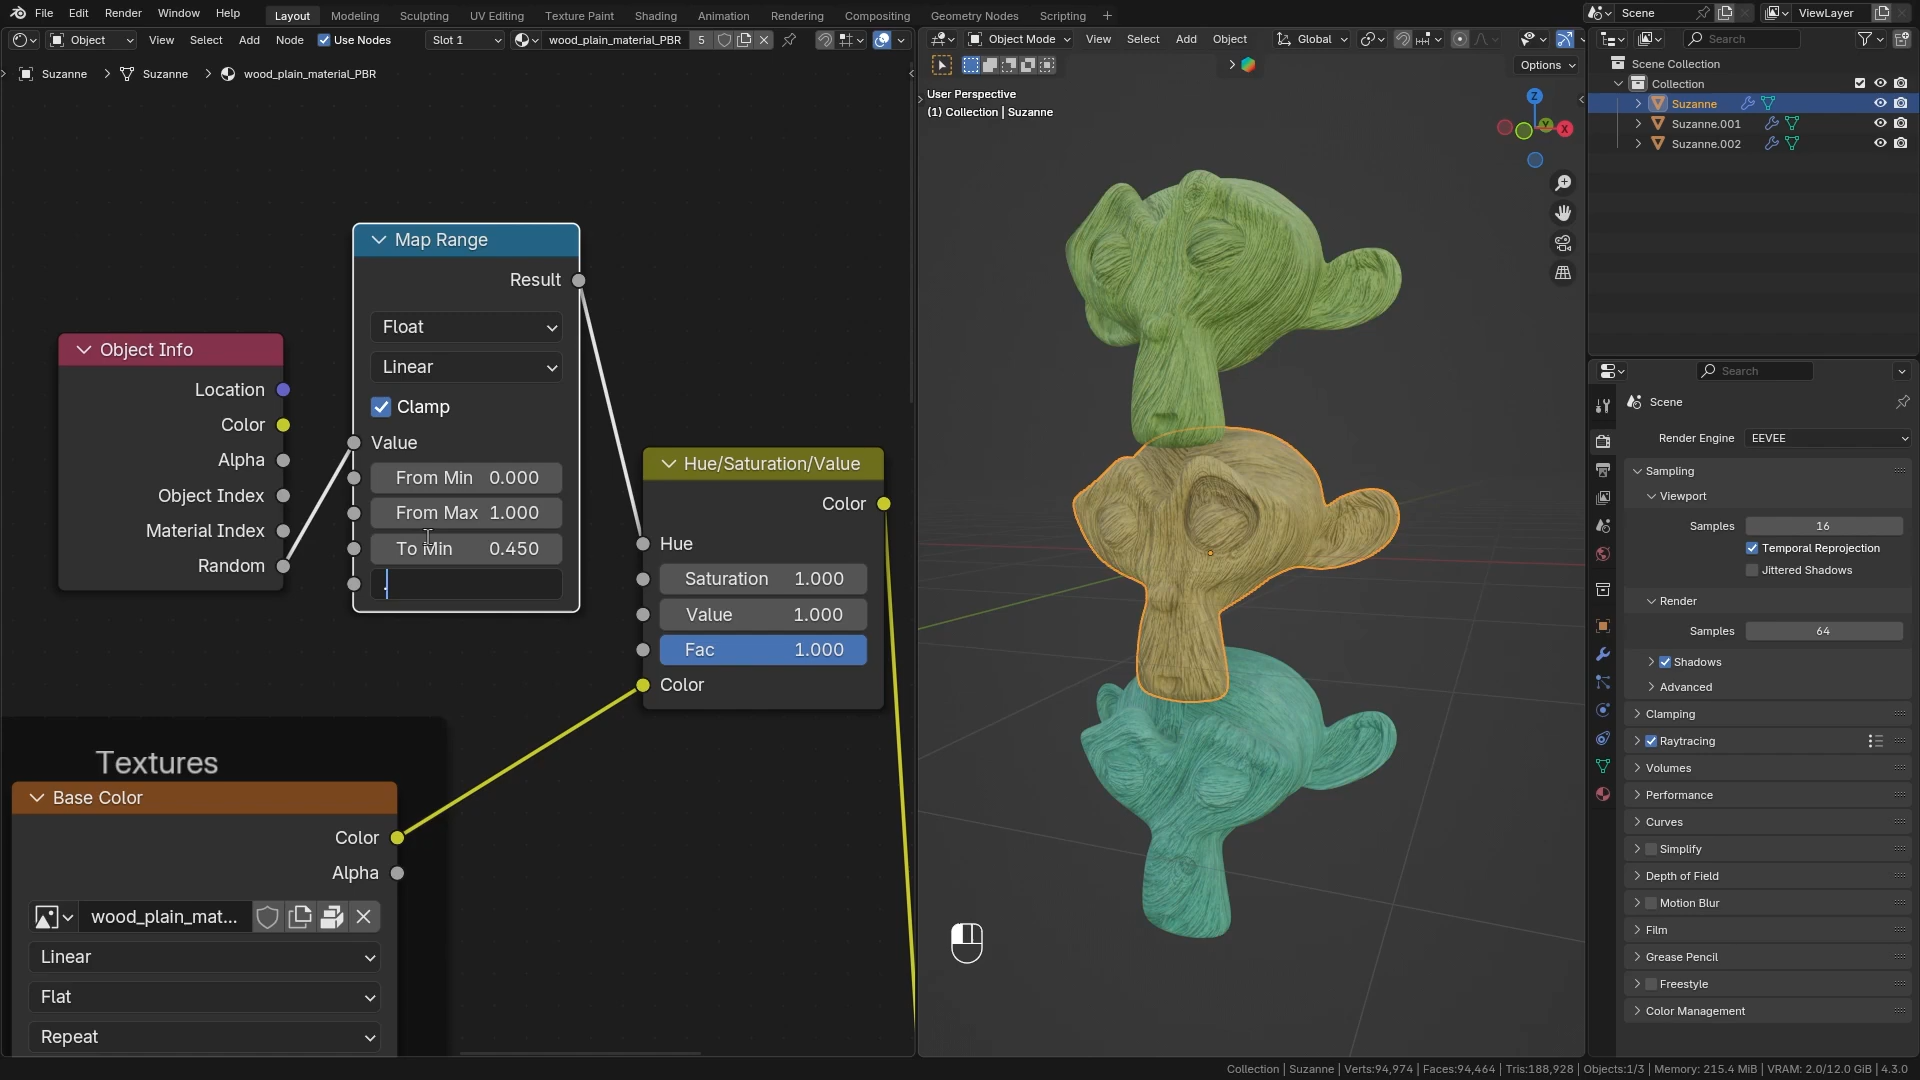 File Edit Render Window Help Layout Modeling Sculpting UV Editing Texture Paint Shading Animation Rendering Compositing Geometry Nodes Scripting + Scene ViewLayer
Object View Select Add Node Use Nodes Slot 1 wood_plain_material_PBR 5
Object Mode View Select Add Object Global
Search
Suzanne > Suzanne > wood_plain_material_PBR
Options
User Perspective
(1) Collection | Suzanne
Z
Y
X
Scene Collection
Collection
Suzanne
Suzanne.001
Suzanne.002
Map Range
Result
Float
Linear
Clamp
Value
From Min 0.000
From Max 1.000
To Min 0.450
.
Object Info
Location
Color
Alpha
Object Index
Material Index
Random
Hue/Saturation/Value
Color
Hue
Saturation 1.000
Value 1.000
Fac 1.000
Color
Textures
Base Color
Color
Alpha
wood_plain_mat...
Linear
Flat
Repeat
Search
Scene
Render Engine EEVEE
Sampling
Viewport
Samples 16
Temporal Reprojection
Jittered Shadows
Render
Samples 64
Shadows
Advanced
Clamping
Raytracing
Volumes
Performance
Curves
Simplify
Depth of Field
Motion Blur
Film
Grease Pencil
Freestyle
Color Management
Collection | Suzanne | Verts:94,974 | Faces:94,464 | Tris:188,928 | Objects:1/3 | Memory: 215.4 MiB | VRAM: 2.0/12.0 GiB | 4.3.0